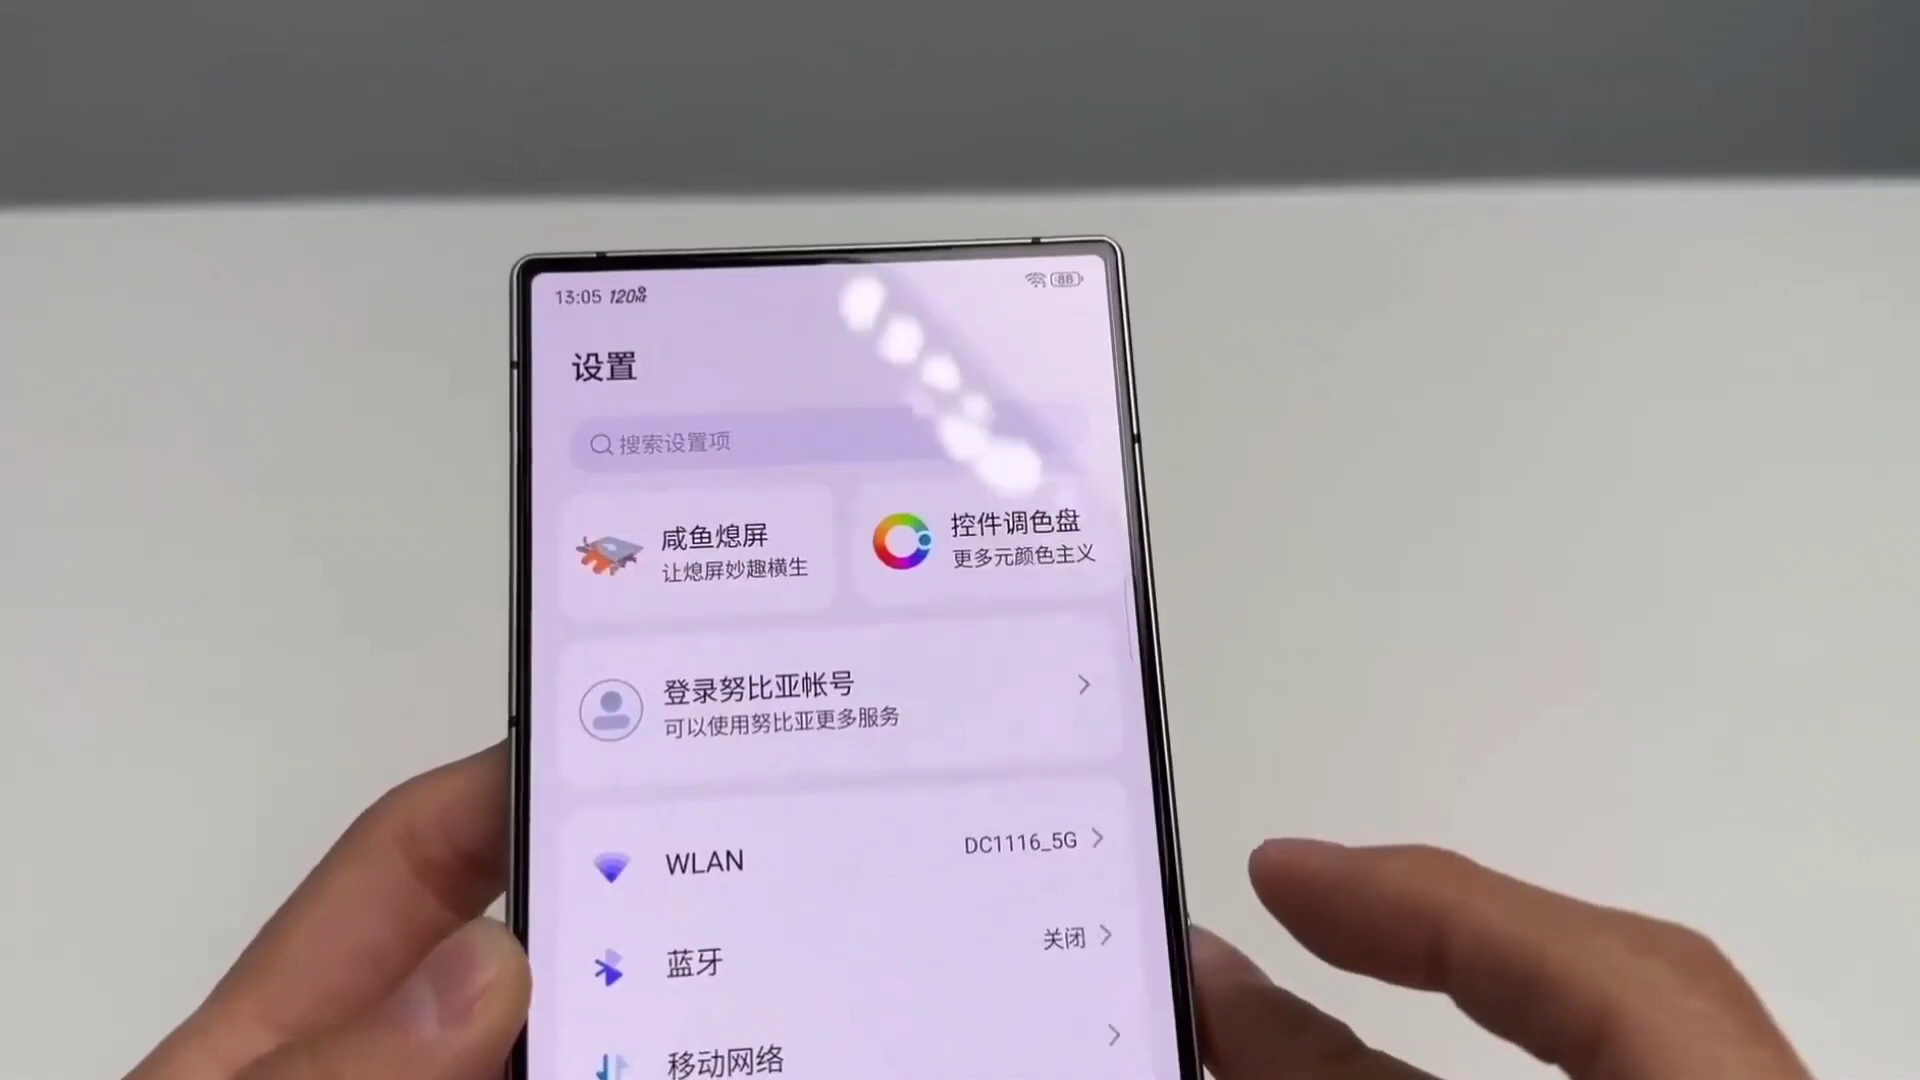 13:05 120Hz 88
设置
搜索设置项
咸鱼熄屏
让熄屏妙趣横生
控件调色盘
更多元颜色主义
登录努比亚帐号
可以使用努比亚更多服务
WLAN DC1116_5G
蓝牙 关闭
移动网络